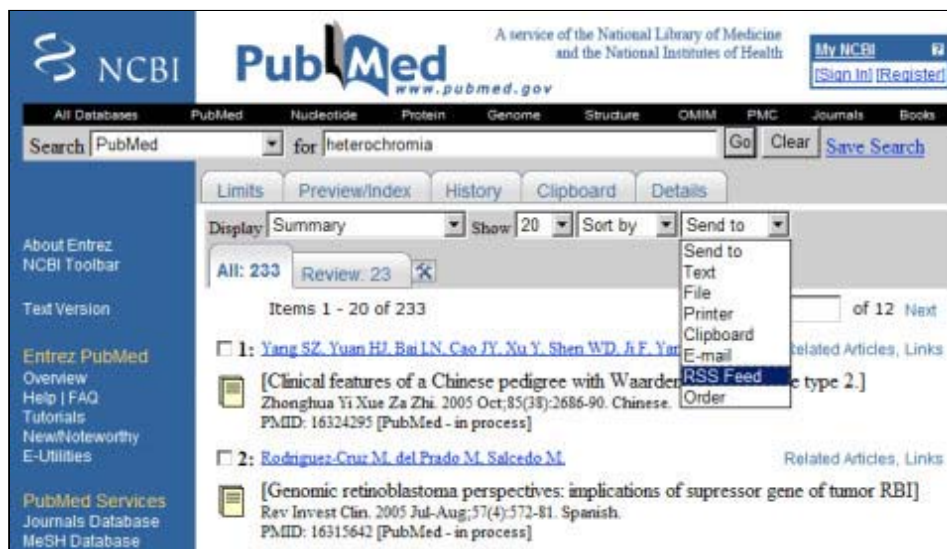 NCBI
PubMed
www.pubmed.gov
A service of the National Library of Medicine
and the National Institutes of Health
My NCBI
[Sign In] [Register]
All Databases PubMed Nucleotide Protein Genome Structure OMIM PMC Journals Books
Search PubMed for heterochromia Go Clear Save Search
Limits Preview/Index History Clipboard Details
Display Summary Show 20 Sort by Send to
Send to
Text
File
Printer
Clipboard
E-mail
RSS Feed
Order
About Entrez
NCBI Toolbar
Text Version
Entrez PubMed
Overview
Help | FAQ
Tutorials
New/Noteworthy
E-Utilities
PubMed Services
Journals Database
MeSH Database
All: 233 Review: 23
Items 1 - 20 of 233 of 12 Next
1: Yang SZ, Yuan HJ, Bai LN, Cao JY, Xu Y, Shen WD, Ji F, Related Articles, Links
[Clinical features of a Chinese pedigree with type 2.]
Zhonghua Yi Xue Za Zhi. 2005 Oct;85(38):2686-90. Chinese.
PMID: 16324295 [PubMed - in process]
2: Rodriguez-Cruz M, del Prado M, Salcedo M. Related Articles, Links
[Genomic retinoblastoma perspectives: implications of supressor gene of tumor RBI]
Rev Invest Clin. 2005 Jul-Aug;57(4):572-81. Spanish.
PMID: 16315642 [PubMed - in process]